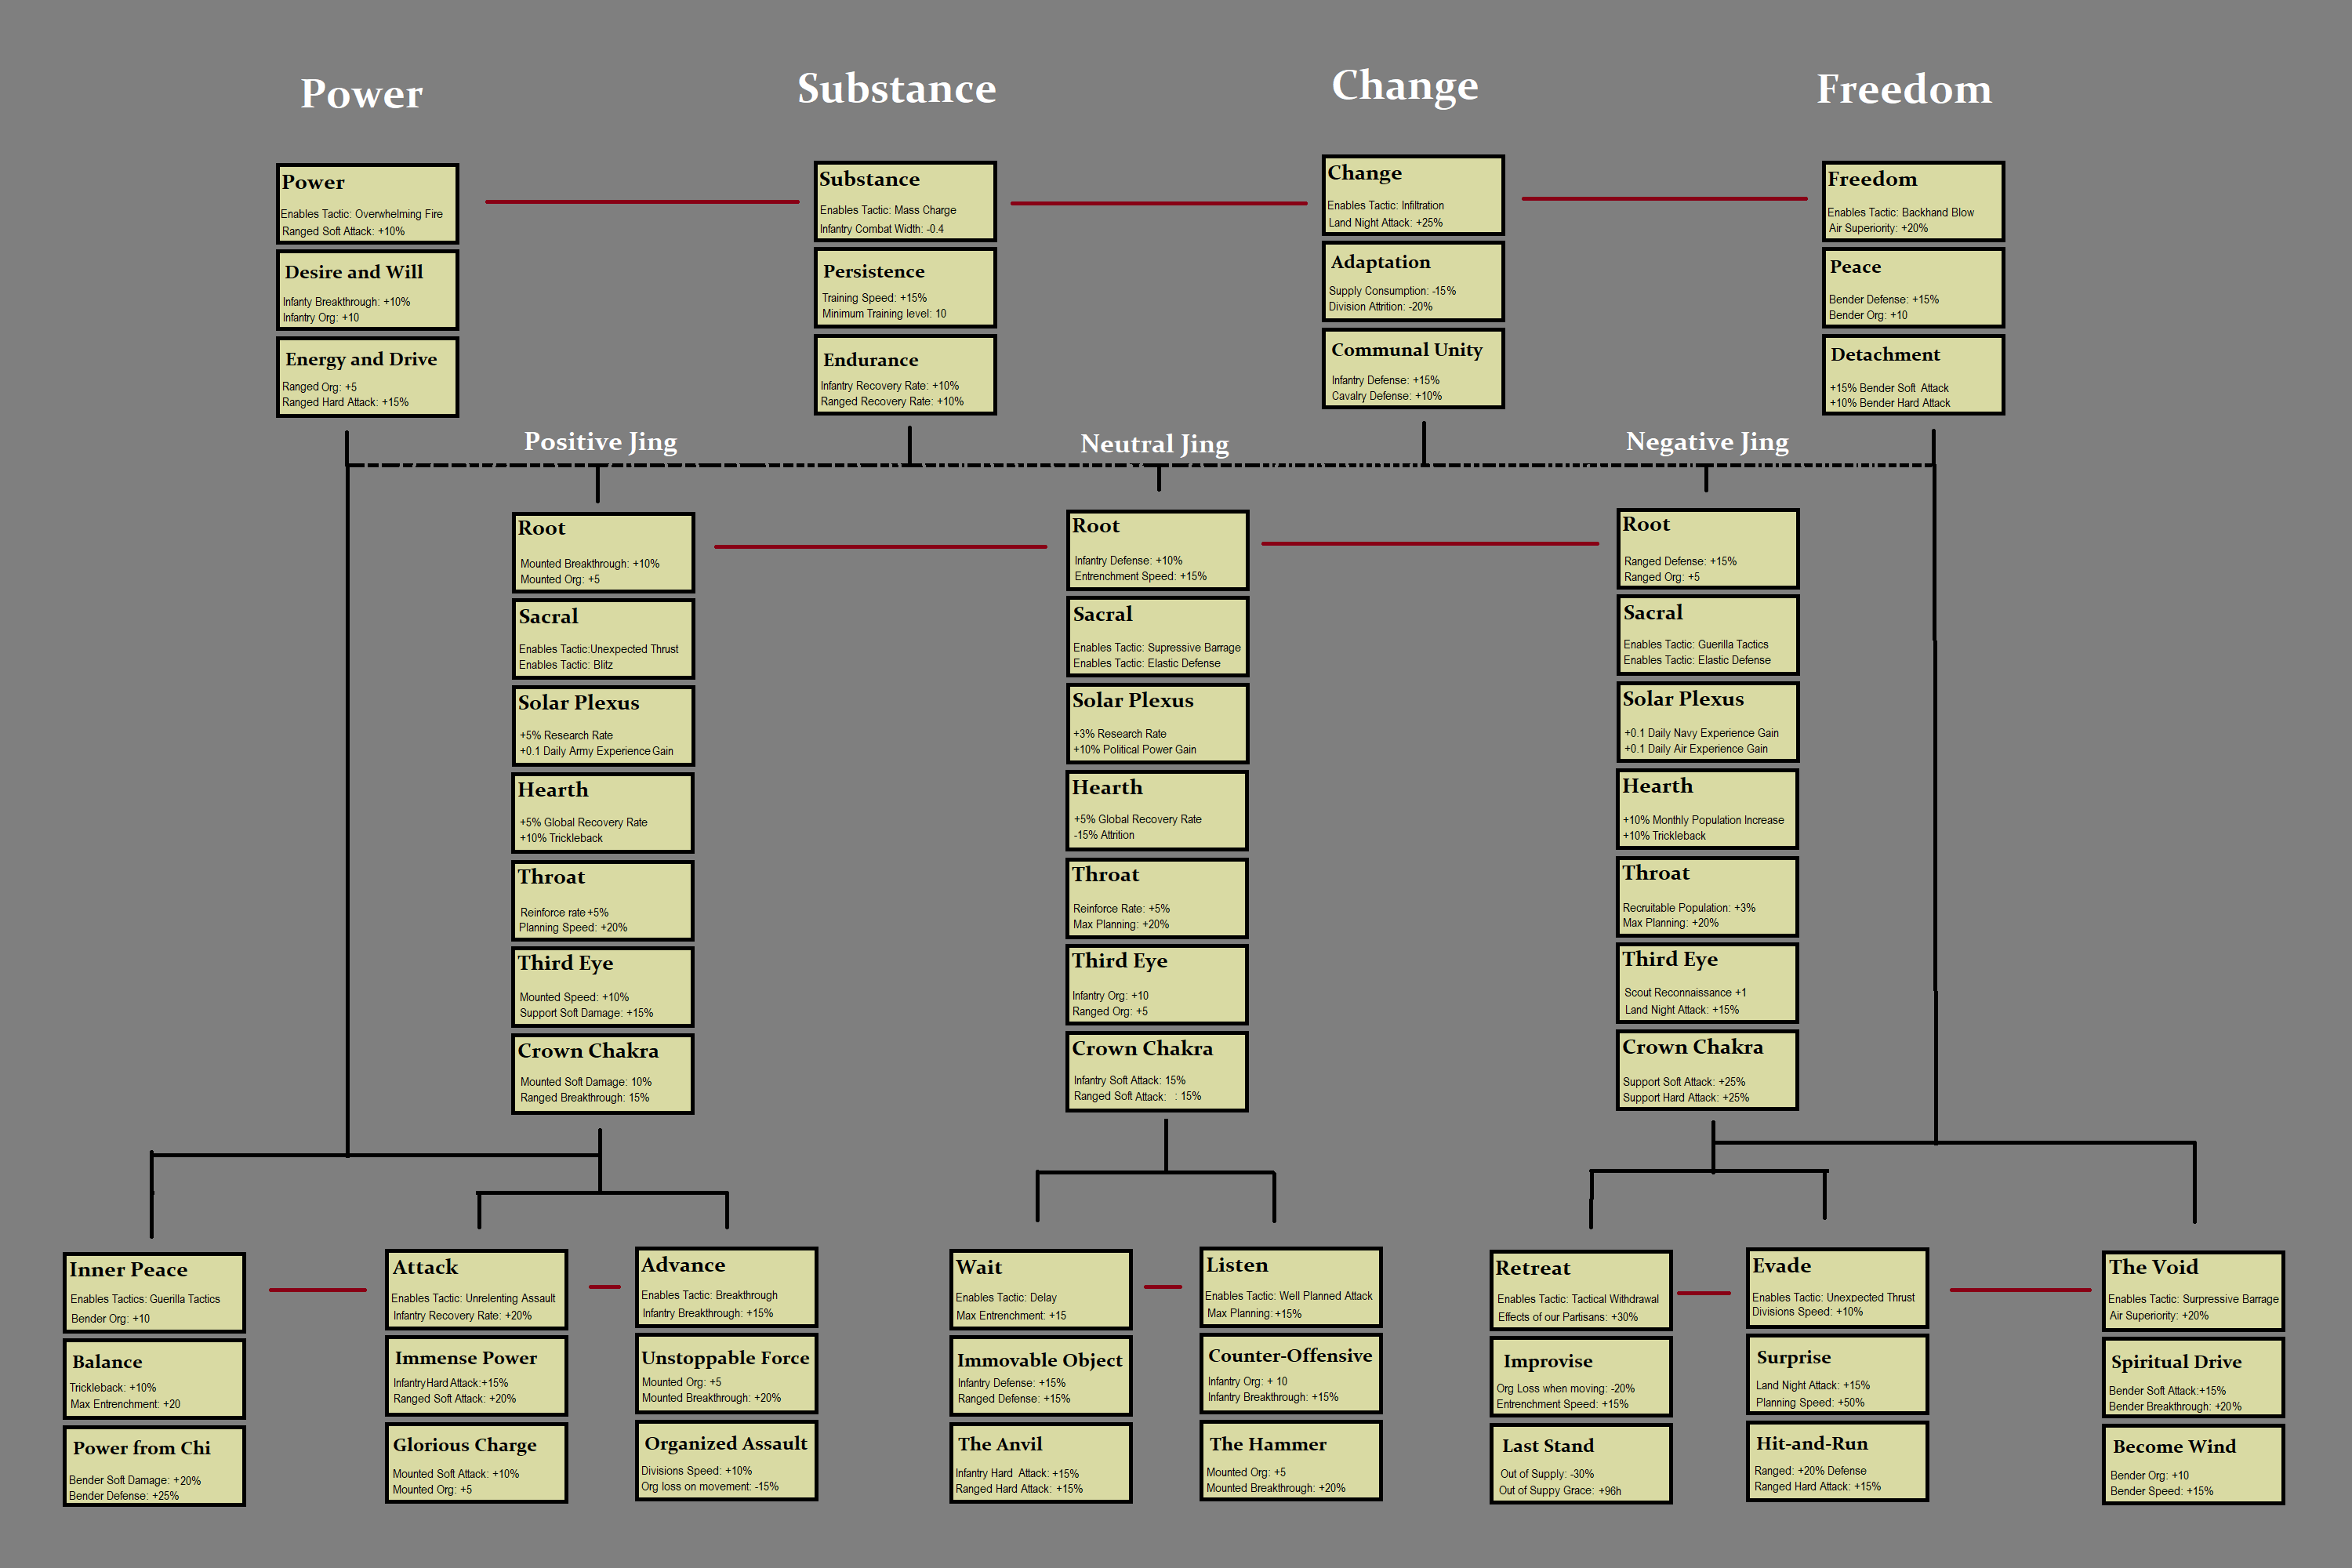 Power
Substance
Change
Freedom
Power
Enables Tactic: Overwhelming Fire
Ranged Soft Attack: +10%
Desire and Will
Infanty Breakthrough: +10%
Infantry Org: +10
Energy and Drive
Ranged Org: +5
Ranged Hard Attack: +15%
Substance
Enables Tactic: Mass Charge
Infantry Combat Width: -0.4
Persistence
Training Speed: +15%
Minimum Training level: 10
Endurance
Infantry Recovery Rate: +10%
Ranged Recovery Rate: +10%
Change
Enables Tactic: Infiltration
Land Night Attack: +25%
Adaptation
Supply Consumption: -15%
Division Attrition: -20%
Communal Unity
Infantry Defense: +15%
Cavalry Defense: +10%
Freedom
Enables Tactic: Backhand Blow
Air Superiority: +20%
Peace
Bender Defense: +15%
Bender Org: +10
Detachment
+15% Bender Soft Attack
+10% Bender Hard Attack
Positive Jing
Neutral Jing
Negative Jing
Root
Mounted Breakthrough: +10%
Mounted Org: +5
Sacral
Enables Tactic:Unexpected Thrust
Enables Tactic: Blitz
Solar Plexus
+5% Research Rate
+0.1 Daily Army Experience Gain
Hearth
+5% Global Recovery Rate
+10% Trickleback
Throat
Reinforce rate +5%
Planning Speed: +20%
Third Eye
Mounted Speed: +10%
Support Soft Damage: +15%
Crown Chakra
Mounted Soft Damage: 10%
Ranged Breakthrough: 15%
Root
Infantry Defense: +10%
Entrenchment Speed: +15%
Sacral
Enables Tactic: Supressive Barrage
Enables Tactic: Elastic Defense
Solar Plexus
+3% Research Rate
+10% Political Power Gain
Hearth
+5% Global Recovery Rate
-15% Attrition
Throat
Reinforce Rate: +5%
Max Planning: +20%
Third Eye
Infantry Org: +10
Ranged Org: +5
Crown Chakra
Infantry Soft Attack: 15%
Ranged Soft Attack: : 15%
Root
Ranged Defense: +15%
Ranged Org: +5
Sacral
Enables Tactic: Guerilla Tactics
Enables Tactic: Elastic Defense
Solar Plexus
+0.1 Daily Navy Experience Gain
+0.1 Daily Air Experience Gain
Hearth
+10% Monthly Population Increase
+10% Trickleback
Throat
Recruitable Population: +3%
Max Planning: +20%
Third Eye
Scout Reconnaissance +1
Land Night Attack: +15%
Crown Chakra
Support Soft Attack: +25%
Support Hard Attack: +25%
Inner Peace
Enables Tactics: Guerilla Tactics
Bender Org: +10
Balance
Trickleback: +10%
Max Entrenchment: +20
Power from Chi
Bender Soft Damage: +20%
Bender Defense: +25%
Attack
Enables Tactic: Unrelenting Assault
Infantry Recovery Rate: +20%
Immense Power
Infantry Hard Attack: +15%
Ranged Soft Attack: +20%
Glorious Charge
Mounted Soft Attack: +10%
Mounted Org: +5
Advance
Enables Tactic: Breakthrough
Infantry Breakthrough: +15%
Unstoppable Force
Mounted Org: +5
Mounted Breakthrough: +20%
Organized Assault
Divisions Speed: +10%
Org loss on movement: -15%
Wait
Enables Tactic: Delay
Max Entrenchment: +15
Immovable Object
Infantry Defense: +15%
Ranged Defense: +15%
The Anvil
Infantry Hard Attack: +15%
Ranged Hard Attack: +15%
Listen
Enables Tactic: Well Planned Attack
Max Planning: +15%
Counter-Offensive
Infantry Org: + 10
Infantry Breakthrough: +15%
The Hammer
Mounted Org: +5
Mounted Breakthrough: +20%
Retreat
Enables Tactic: Tactical Withdrawal
Effects of our Partisans: +30%
Improvise
Org Loss when moving: -20%
Entrenchment Speed: +15%
Last Stand
Out of Supply: -30%
Out of Suppy Grace: +96h
Evade
Enables Tactic: Unexpected Thrust
Divisions Speed: +10%
Surprise
Land Night Attack: +15%
Planning Speed: +50%
Hit-and-Run
Ranged: +20% Defense
Ranged Hard Attack: +15%
The Void
Enables Tactic: Surpressive Barrage
Air Superiority: +20%
Spiritual Drive
Bender Soft Attack:+15%
Bender Breakthrough: +20%
Become Wind
Bender Org: +10
Bender Speed: +15%